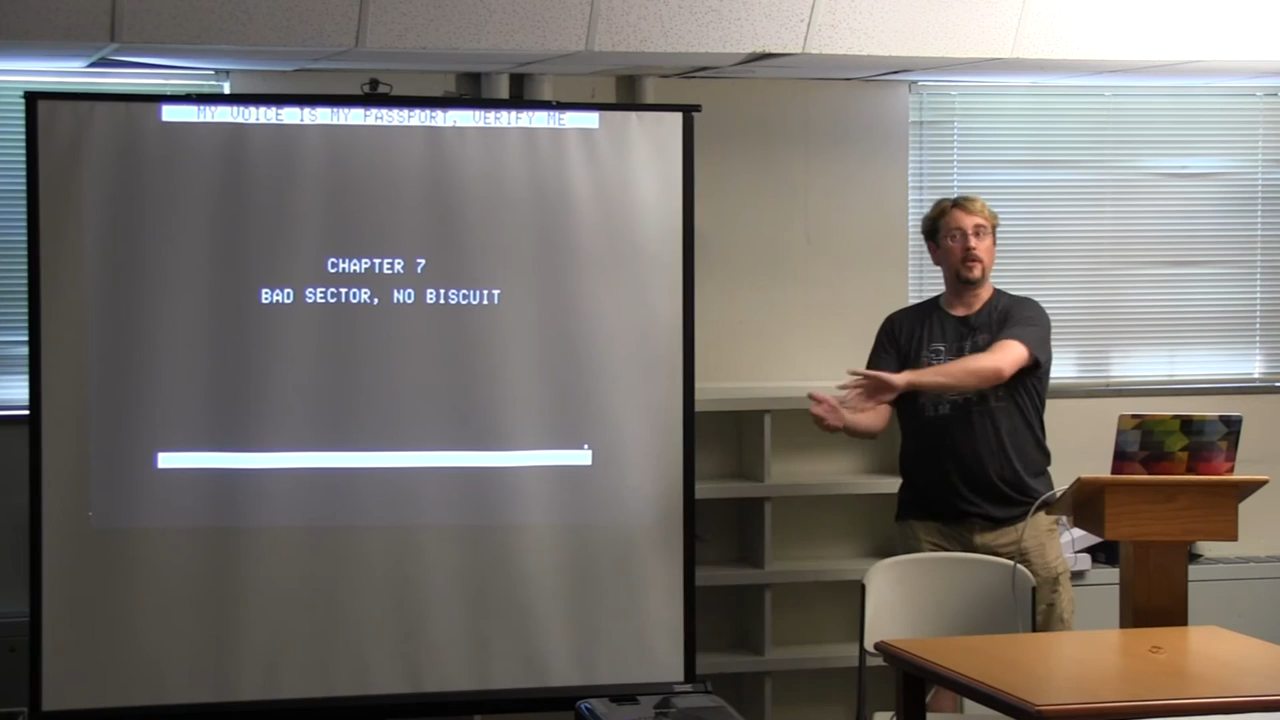 MY VOICE IS MY PASSPORT, VERIFY ME
CHAPTER 7
BAD SECTOR, NO BISCUIT